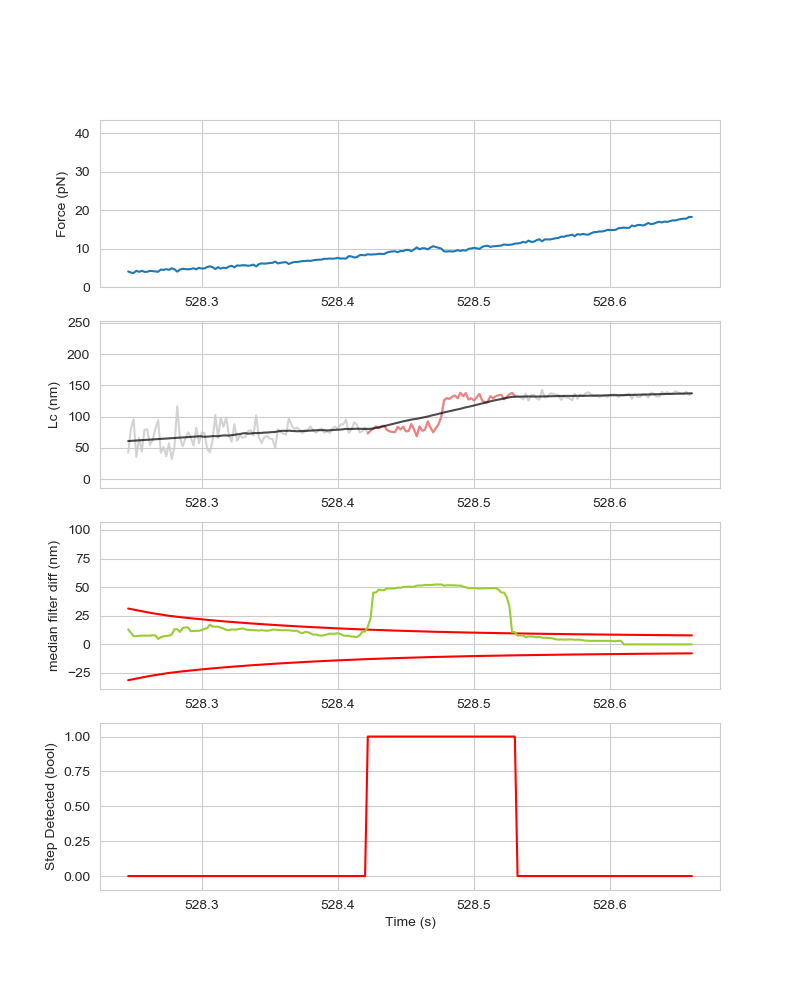 40
30
20
10
0
Force (pN)
528.3 528.4 528.5 528.6
250
200
150
100
50
0
Lc (nm)
528.3 528.4 528.5 528.6
100
75
50
25
0
−25
median filter diff (nm)
528.3 528.4 528.5 528.6
1.00
0.75
0.50
0.25
0.00
Step Detected (bool)
528.3 528.4 528.5 528.6
Time (s)